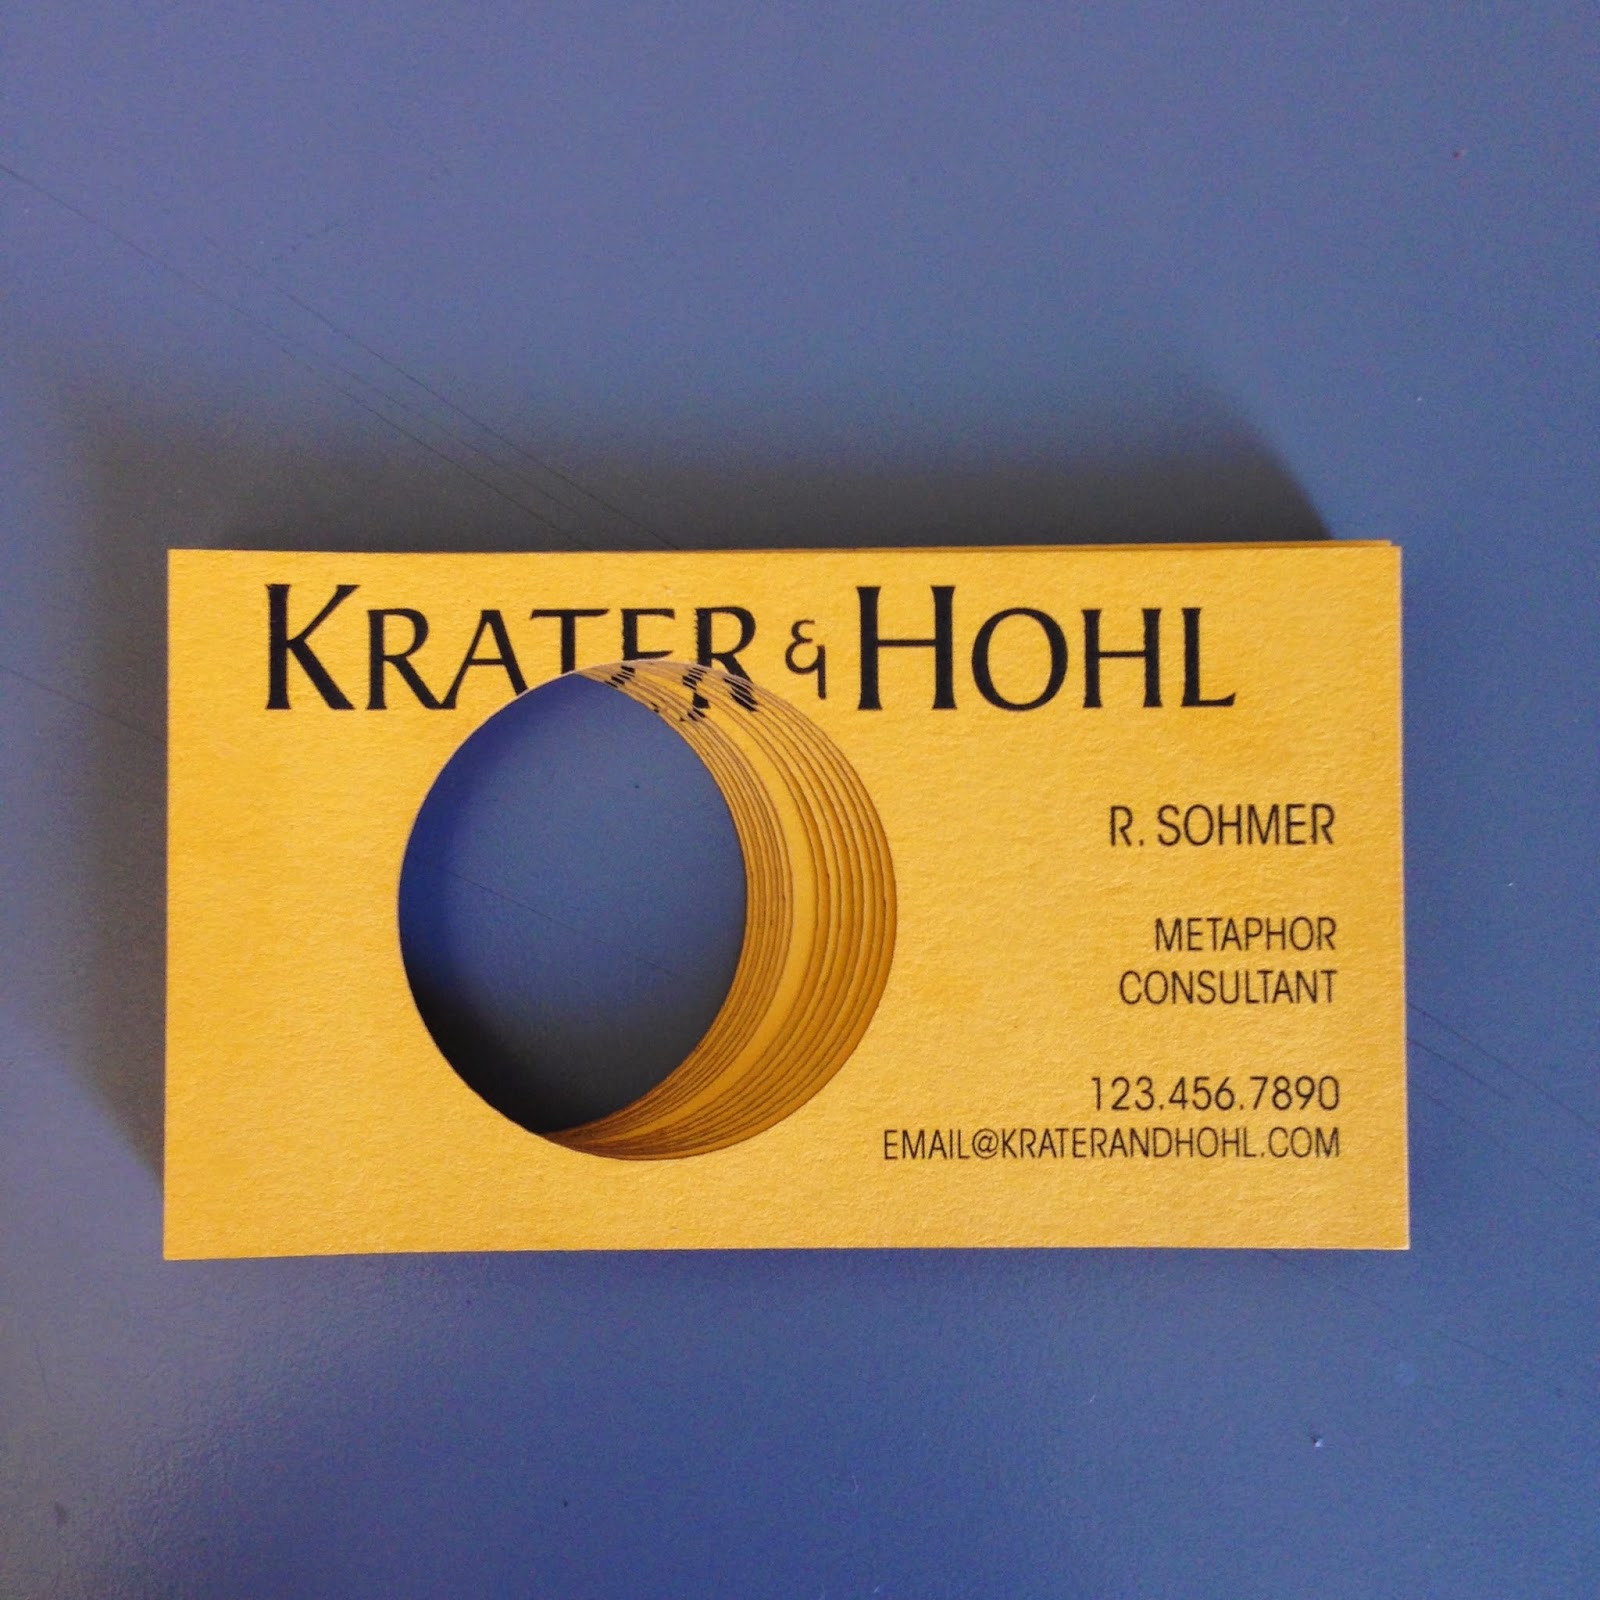 KRATER & HOHL
R. SOHMER
METAPHOR
CONSULTANT
123.456.7890
EMAIL@KRATERANDHOHL.COM